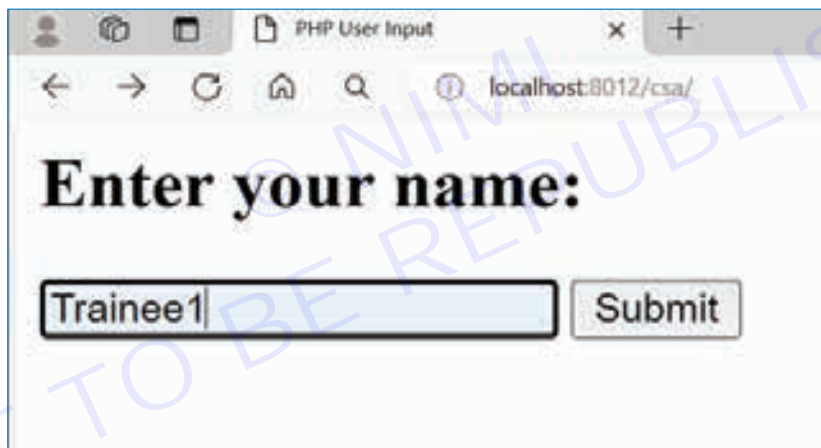 PHP User Input
localhost:8012/csa/
Enter your name:
Trainee1
Submit
© NIMI
TO BE REPUBLIS